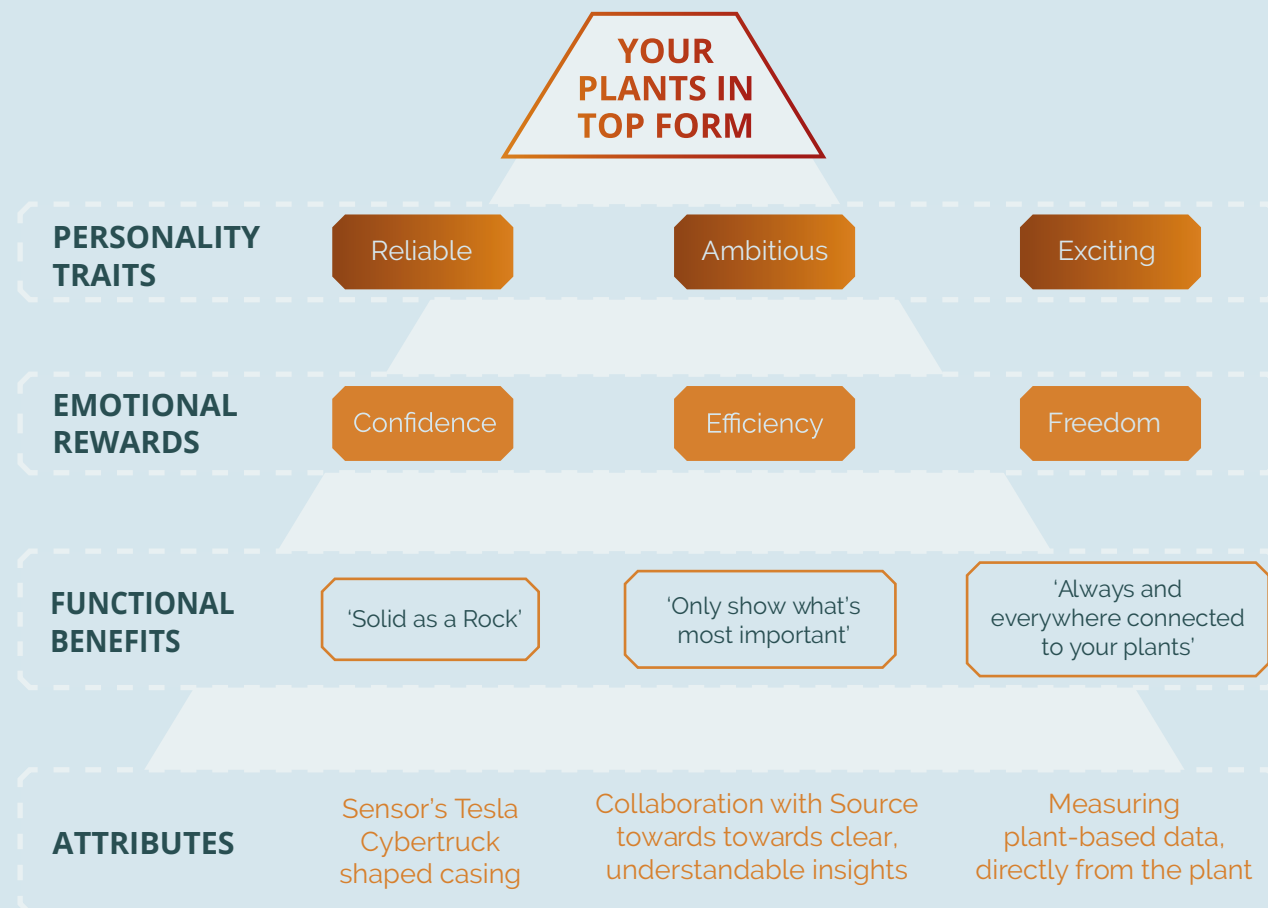 YOUR
PLANTS IN
TOP FORM
PERSONALITY
TRAITS
Reliable
Ambitious
Exciting
EMOTIONAL
REWARDS
Confidence
Efficiency
Freedom
FUNCTIONAL
BENEFITS
‘Solid as a Rock’
‘Only show what’s
most important’
‘Always and
everywhere connected
to your plants’
ATTRIBUTES
Sensor’s Tesla
Cybertruck
shaped casing
Collaboration with Source
towards towards clear,
understandable insights
Measuring
plant-based data,
directly from the plant